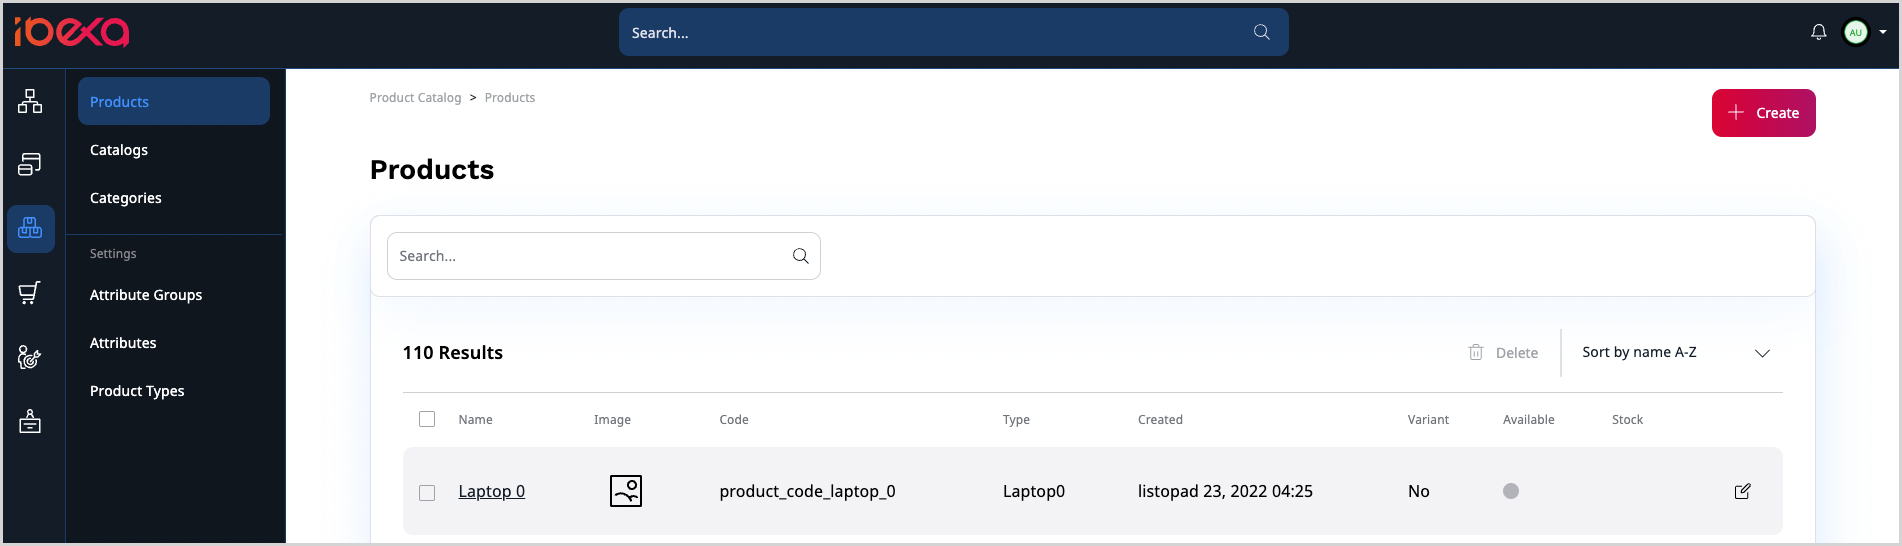 ibexa
Search...
AU
Products
Catalogs
Categories
Settings
Attribute Groups
Attributes
Product Types
Product Catalog > Products
Create
Products
Search...
110 Results
Delete
Sort by name A-Z
Name Image Code Type Created Variant Available Stock
Laptop 0 product_code_laptop_0 Laptop0 listopad 23, 2022 04:25 No